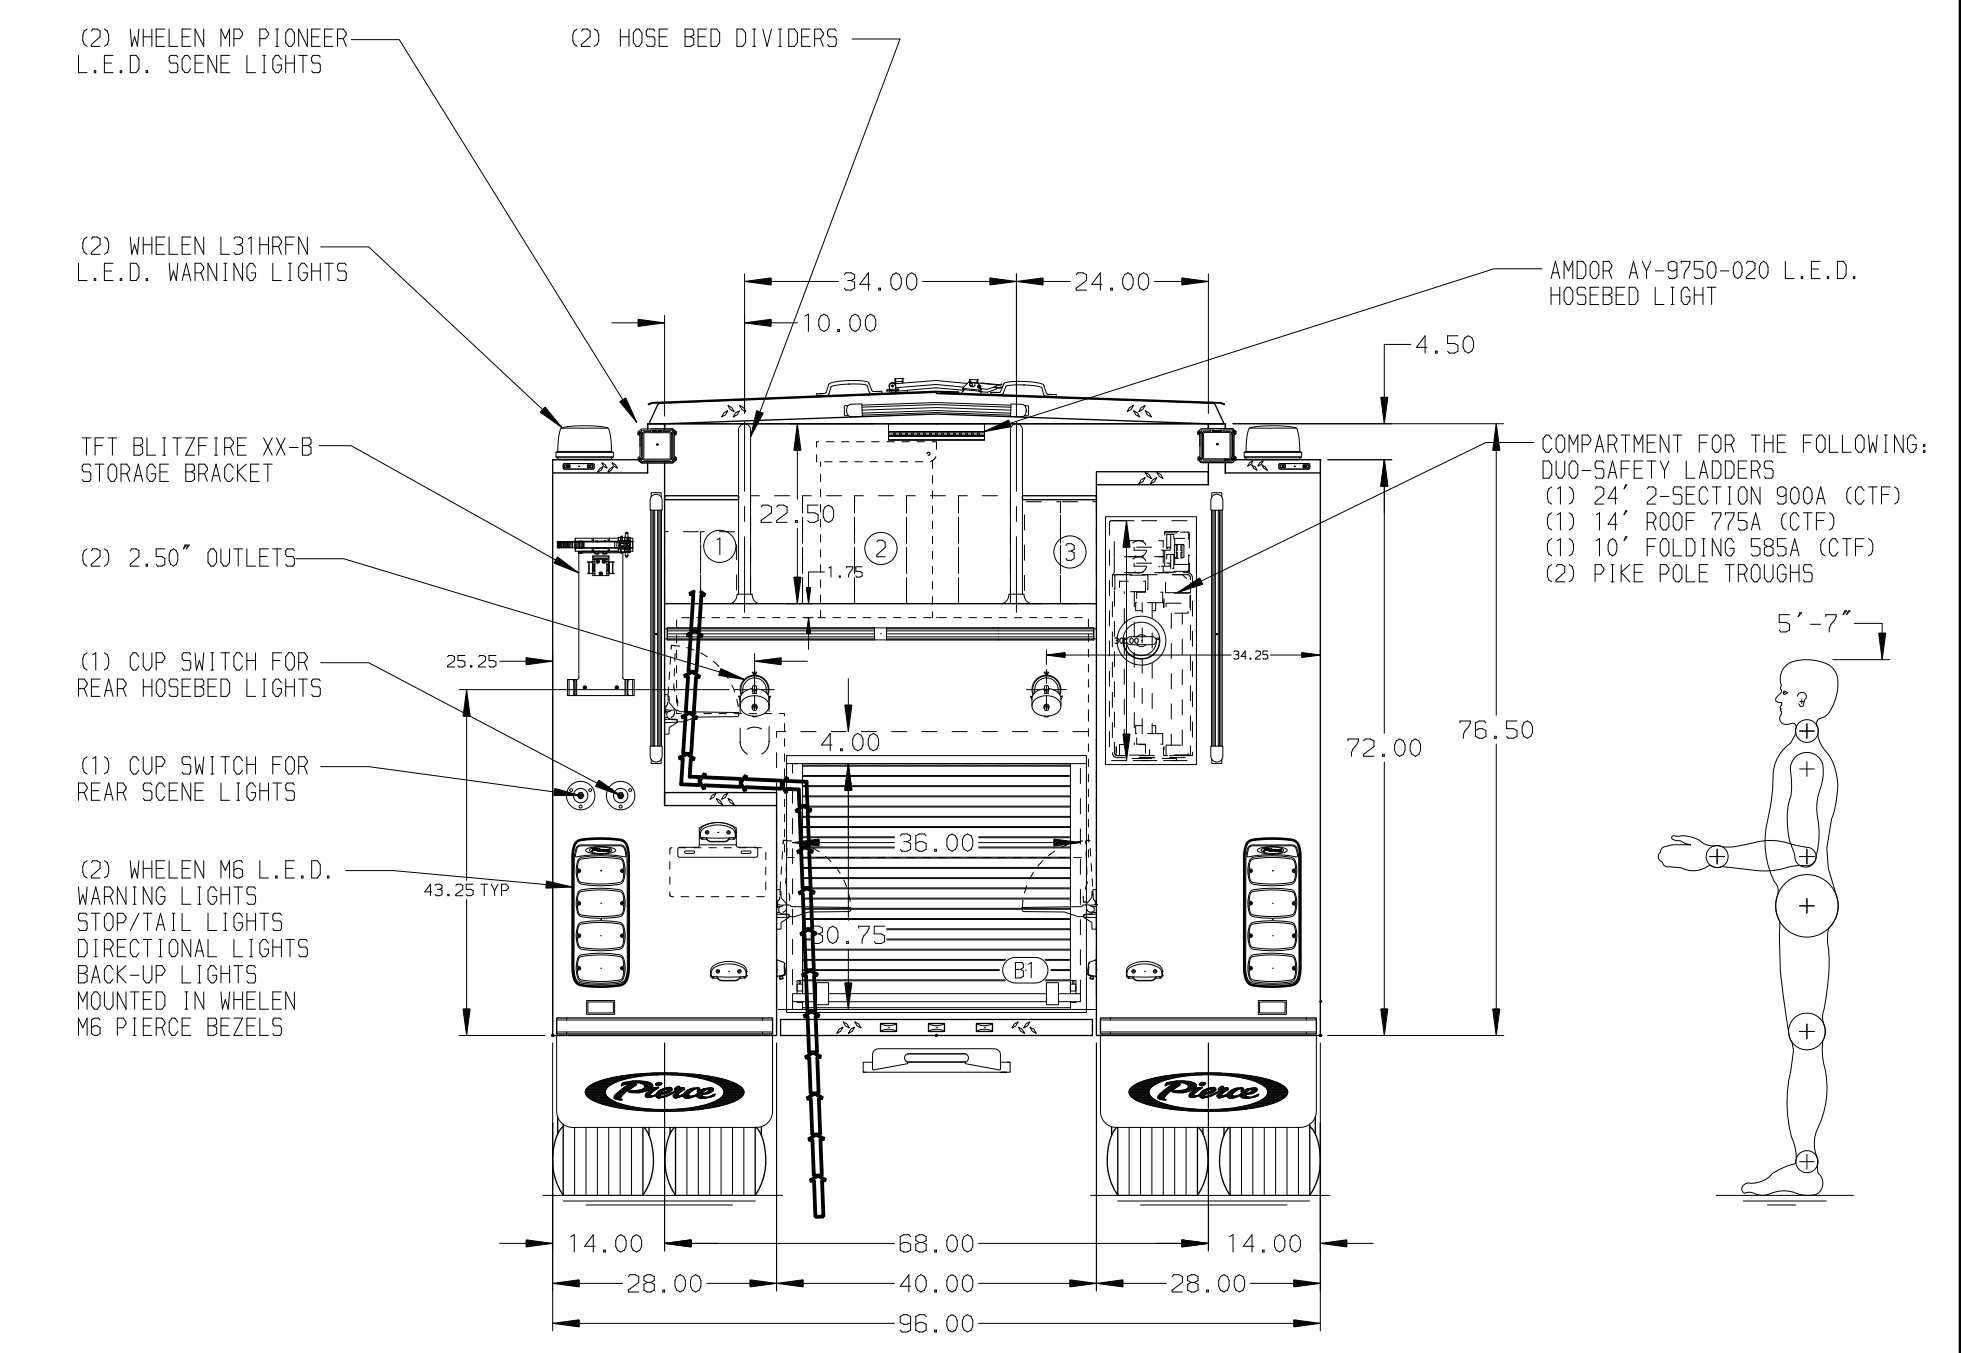 (2) WHELEN MP PIONEER
L.E.D. SCENE LIGHTS
(2) HOSE BED DIVIDERS
(2) WHELEN L31HRFN
L.E.D. WARNING LIGHTS
AMDOR AY-9750-020 L.E.D.
HOSEBED LIGHT
34.00
24.00
10.00
4.50
TFT BLITZFIRE XX-B
STORAGE BRACKET
COMPARTMENT FOR THE FOLLOWING:
DUO-SAFETY LADDERS
(1) 24' 2-SECTION 900A (CTF)
(1) 14' ROOF 775A (CTF)
(1) 10' FOLDING 585A (CTF)
(2) PIKE POLE TROUGHS
22.50
1
2
3
(2) 2.50" OUTLETS
1.75
5'-7"
25.25
34.25
(1) CUP SWITCH FOR
REAR HOSEBED LIGHTS
4.00
72.00
76.50
(1) CUP SWITCH FOR
REAR SCENE LIGHTS
36.00
(2) WHELEN M6 L.E.D.
WARNING LIGHTS
STOP/TAIL LIGHTS
DIRECTIONAL LIGHTS
BACK-UP LIGHTS
MOUNTED IN WHELEN
M6 PIERCE BEZELS
Pierce
Pierce
43.25 TYP
30.75
B1
Pierce
Pierce
14.00
68.00
14.00
28.00
40.00
28.00
96.00